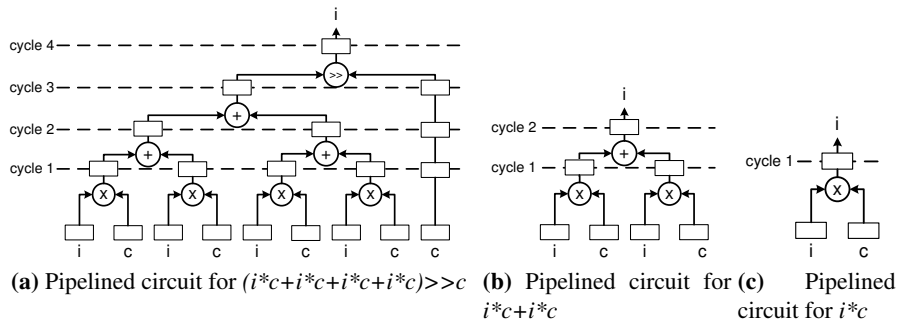 i
cycle 4
>>
cycle 3
+
cycle 2
+ +
cycle 1
x x x x
i c i c i c i c c
(a) Pipelined circuit for (i*c+i*c+i*c+i*c)>>c
i
cycle 2
+
cycle 1
x x
i c i c
(b) Pipelined circuit for
i*c+i*c
i
cycle 1
x
i c
(c) Pipelined
circuit for i*c